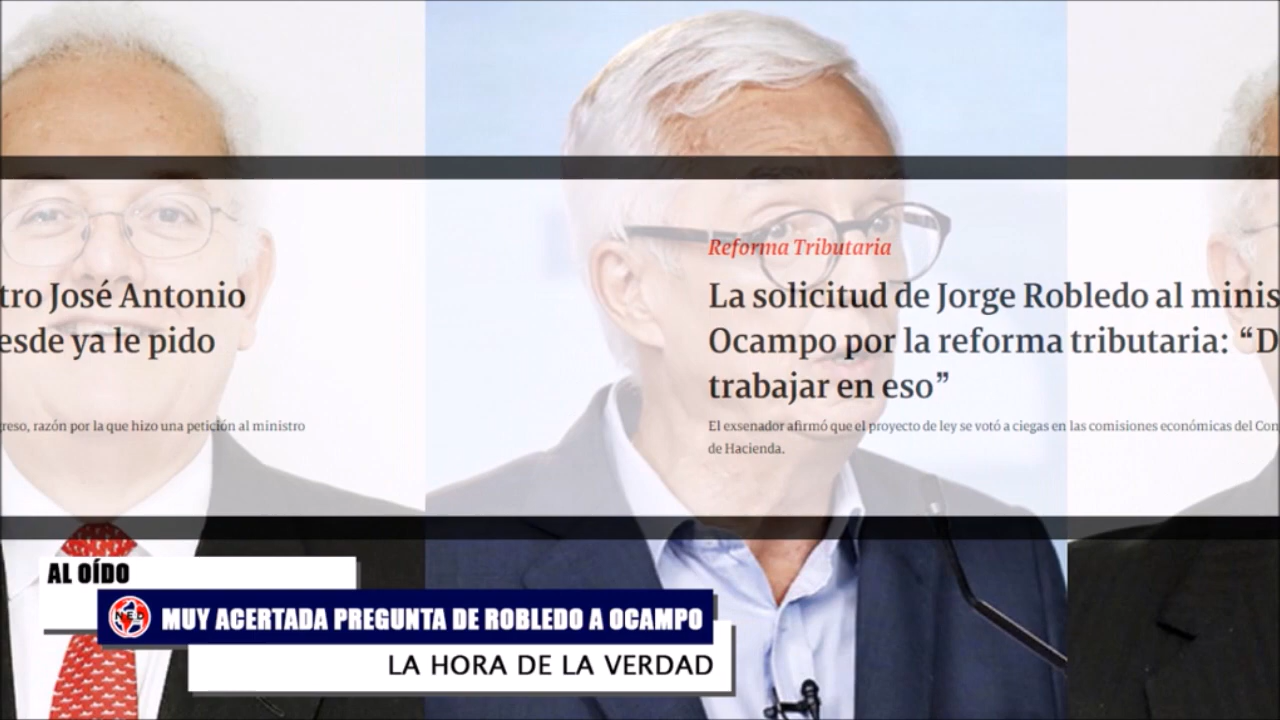 tro José Antonio
esde ya le pido
greso, razón por la que hizo una petición al ministro
Reforma Tributaria
La solicitud de Jorge Robledo al minis
Ocampo por la reforma tributaria: “D
trabajar en eso”
El exsenador afirmó que el proyecto de ley se votó a ciegas en las comisiones económicas del Con
de Hacienda.
AL OÍDO
MUY ACERTADA PREGUNTA DE ROBLEDO A OCAMPO
LA HORA DE LA VERDAD